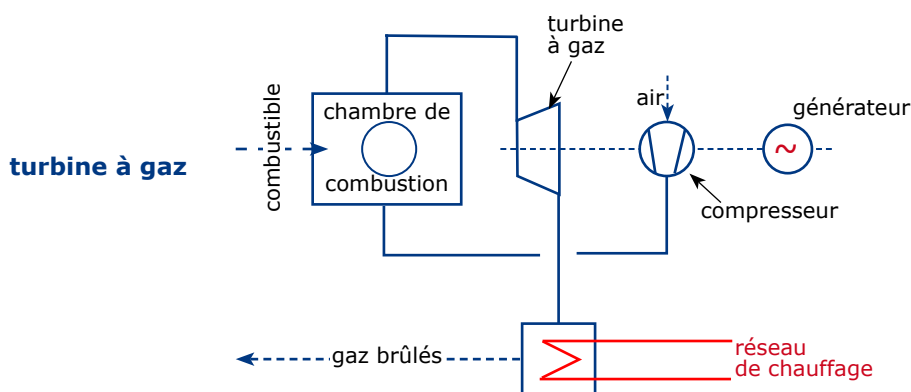 turbine à gaz
combustible
chambre de
combustion
turbine
à gaz
air
compresseur
générateur
~
gaz brûlés
réseau
de chauffage